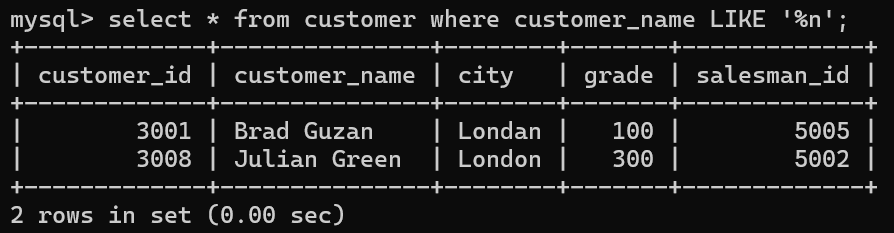 mysql> select * from customer where customer_name LIKE '%n';
+-------------+---------------+--------+-------+-------------+
| customer_id | customer_name | city   | grade | salesman_id |
+-------------+---------------+--------+-------+-------------+
|        3001 | Brad Guzan    | Londan |   100 |        5005 |
|        3008 | Julian Green  | London |   300 |        5002 |
+-------------+---------------+--------+-------+-------------+
2 rows in set (0.00 sec)